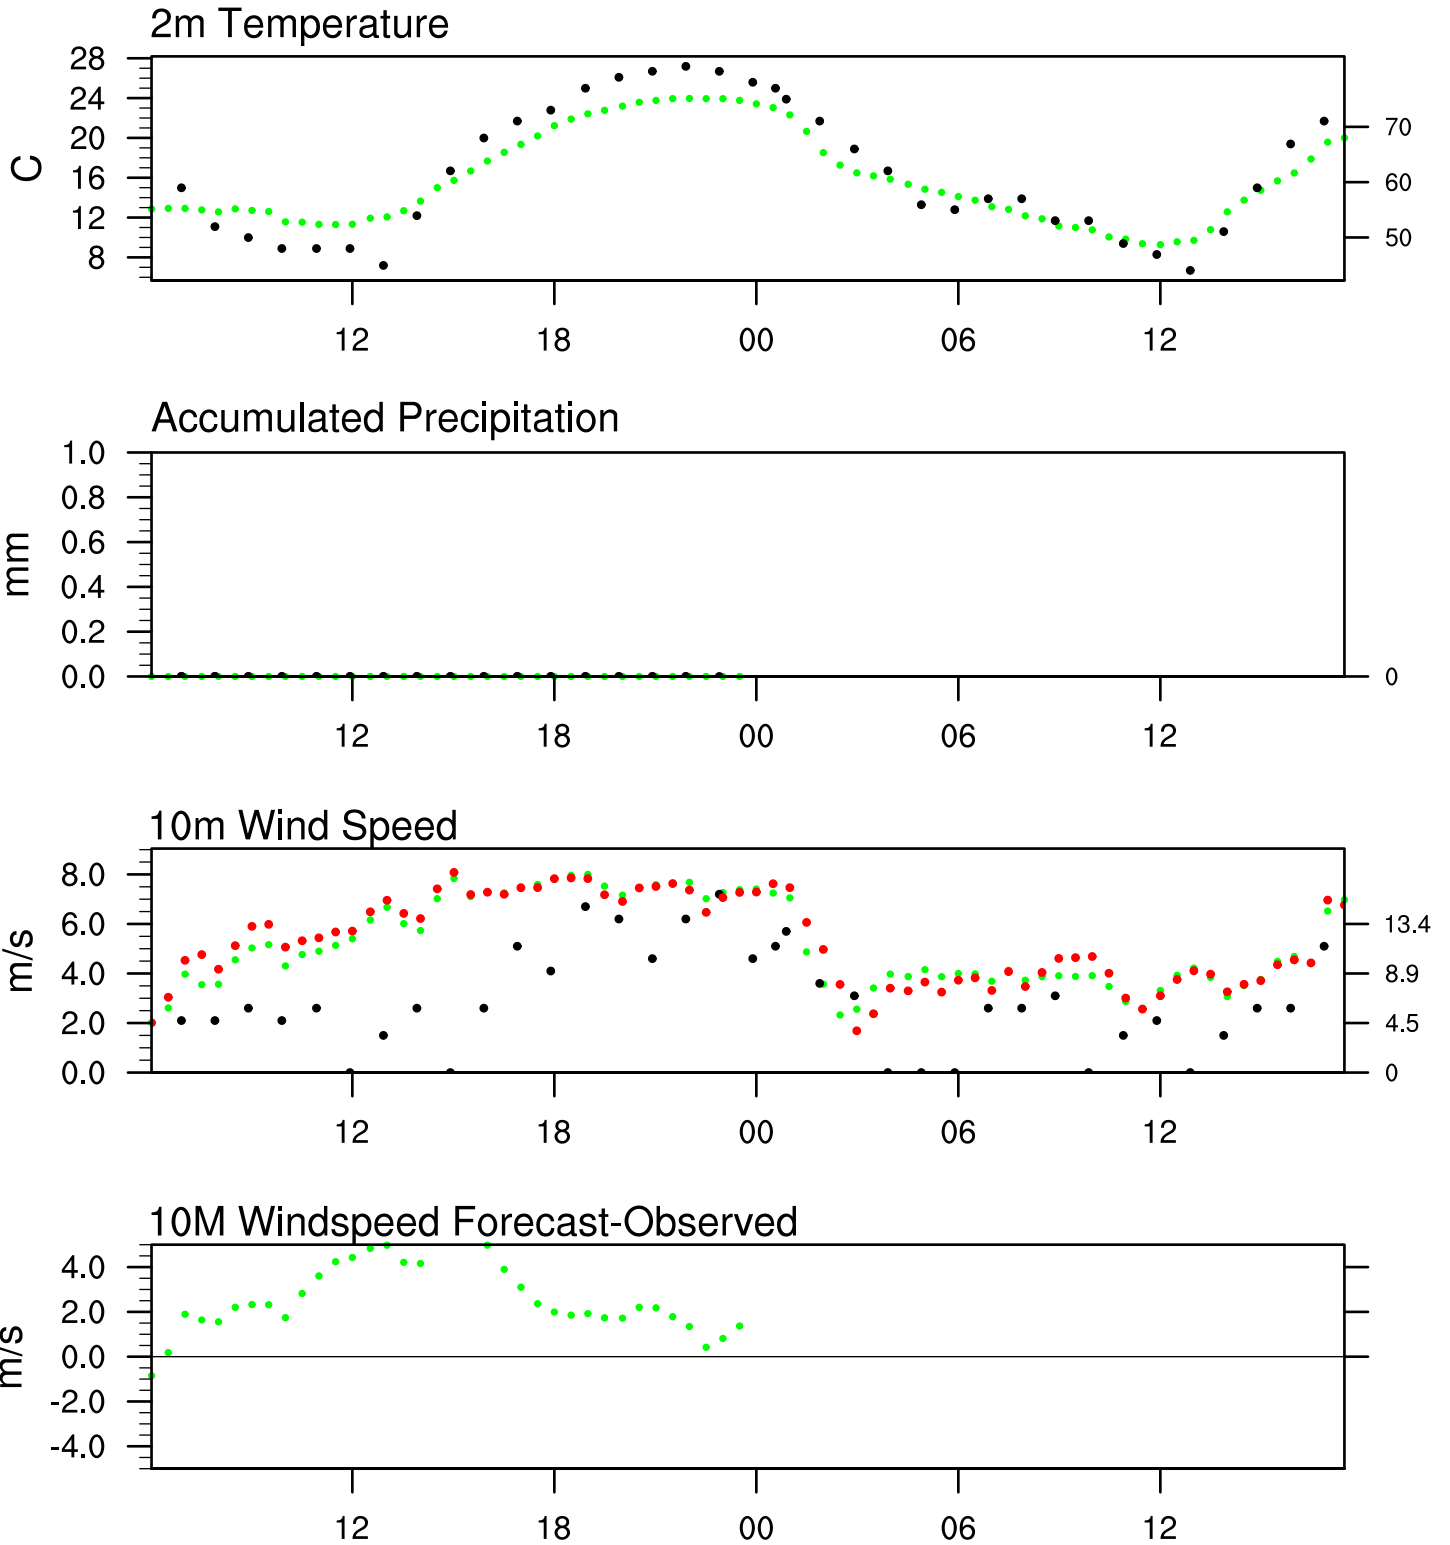 2m Temperature
28
24
20
16
12
8
C
70
60
50
12 18 00 06 12
Accumulated Precipitation
1.0
0.8
0.6
0.4
0.2
0.0
mm
0
12 18 00 06 12
10m Wind Speed
8.0
6.0
4.0
2.0
0.0
m/s
13.4
8.9
4.5
0
12 18 00 06 12
10M Windspeed Forecast-Observed
4.0
2.0
0.0
-2.0
-4.0
m/s
12 18 00 06 12